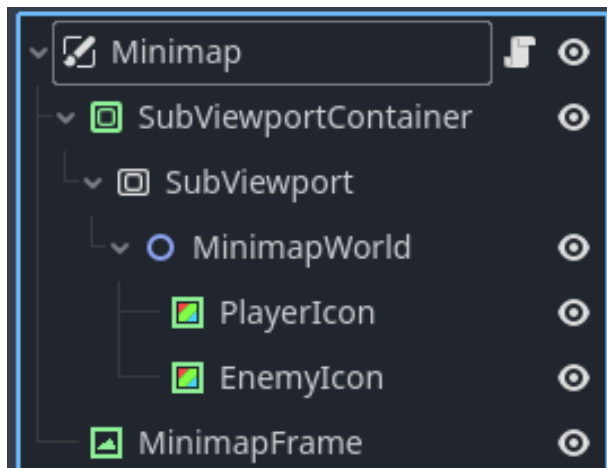 Minimap
SubViewportContainer
SubViewport
MinimapWorld
PlayerIcon
EnemyIcon
MinimapFrame